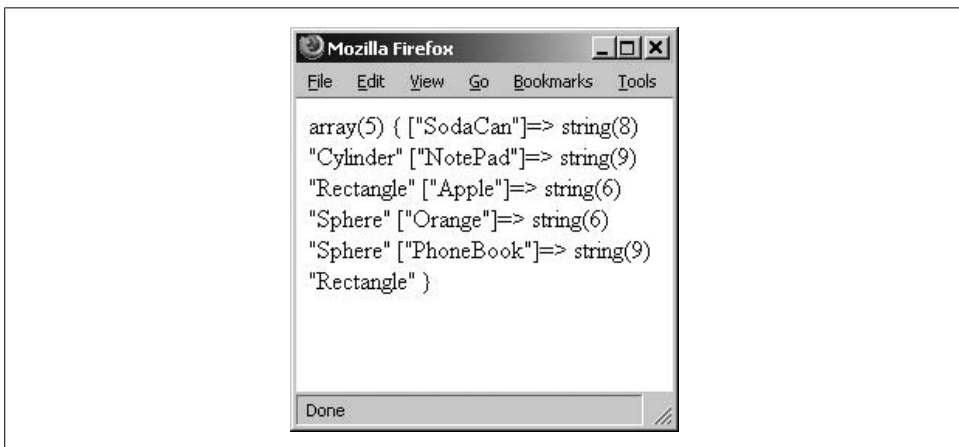 Mozilla Firefox
File Edit View Go Bookmarks Tools
array(5) { ["SodaCan"]=> string(8)
"Cylinder" ["NotePad"]=> string(9)
"Rectangle" ["Apple"]=> string(6)
"Sphere" ["Orange"]=> string(6)
"Sphere" ["PhoneBook"]=> string(9)
"Rectangle" }
Done